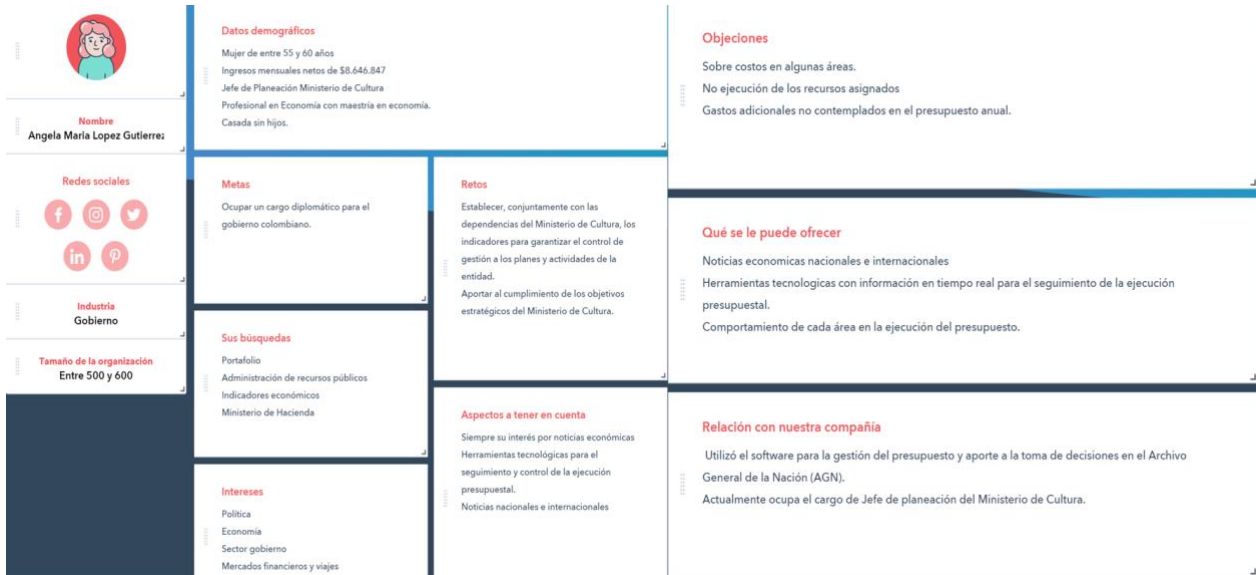 Nombre
Angela Maria Lopez Gutierrez
Redes sociales
Industria
Gobierno
Tamaño de la organización
Entre 500 y 600
Datos demográficos
Mujer de entre 55 y 60 años
Ingresos mensuales netos de $8.646.847
Jefe de Planeación Ministerio de Cultura
Profesional en Economía con maestría en economía.
Casada sin hijos.
Metas
Ocupar un cargo diplomático para el
gobierno colombiano.
Sus búsquedas
Portafolio
Administración de recursos públicos
Indicadores económicos
Ministerio de Hacienda
Intereses
Política
Economía
Sector gobierno
Mercados financieros y viajes
Retos
Establecer, conjuntamente con las
dependencias del Ministerio de Cultura, los
indicadores para garantizar el control de
gestión a los planes y actividades de la
entidad.
Aportar al cumplimiento de los objetivos
estratégicos del Ministerio de Cultura.
Aspectos a tener en cuenta
Siempre su interés por noticias económicas
Herramientas tecnológicas para el
seguimiento y control de la ejecución
presupuestal.
Noticias nacionales e internacionales
Objeciones
Sobre costos en algunas áreas.
No ejecución de los recursos asignados
Gastos adicionales no contemplados en el presupuesto anual.
Qué se le puede ofrecer
Noticias economicas nacionales e internacionales
Herramientas tecnologicas con información en tiempo real para el seguimiento de la ejecución
presupuestal.
Comportamiento de cada área en la ejecución del presupuesto.
Relación con nuestra compañía
Utilizó el software para la gestión del presupuesto y aporte a la toma de decisiones en el Archivo
General de la Nación (AGN).
Actualmente ocupa el cargo de Jefe de planeación del Ministerio de Cultura.